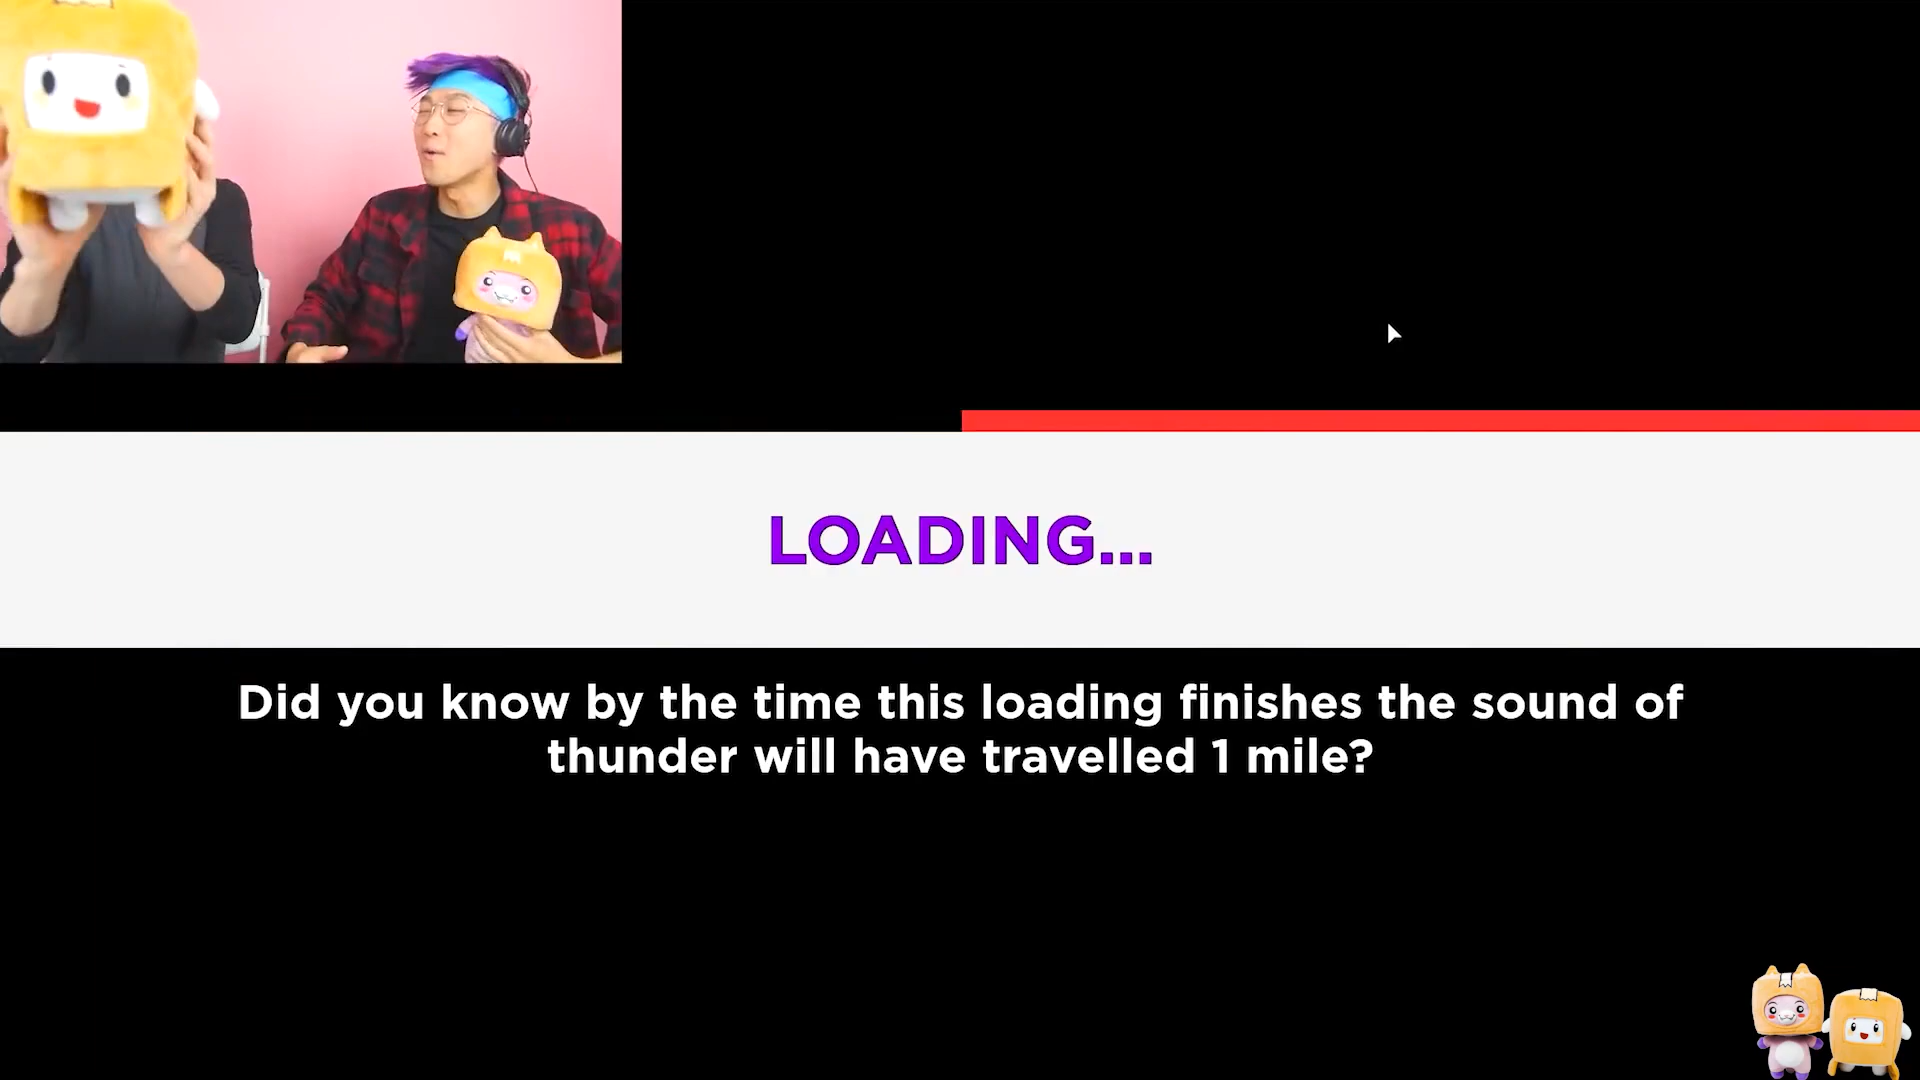 LOADING...
Did you know by the time this loading finishes the sound of
thunder will have travelled 1 mile?